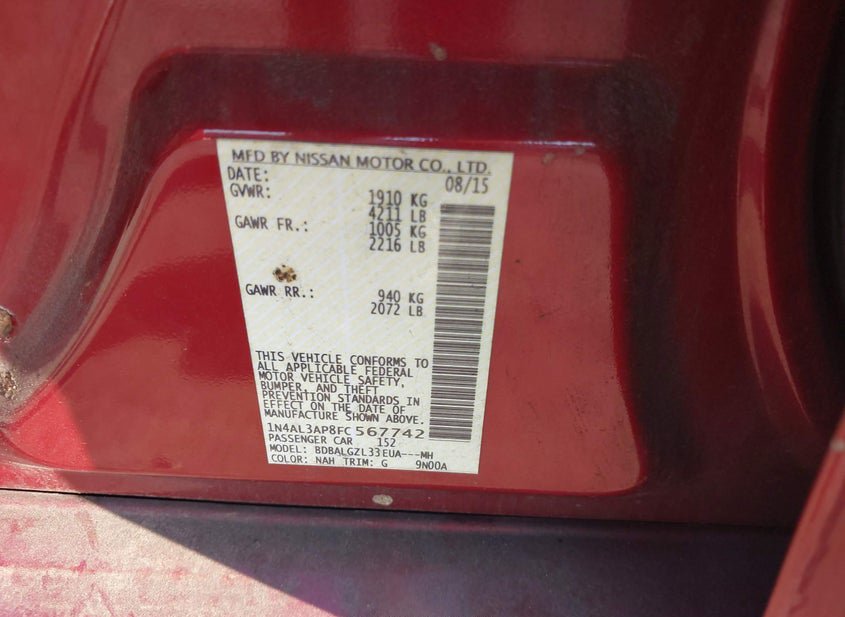 MFD BY NISSAN MOTOR CO., LTD.
DATE: 08/15
GVWR: 1910 KG
4211 LB
GAWR FR.: 1005 KG
2216 LB
GAWR RR.: 940 KG
2072 LB
THIS VEHICLE CONFORMS TO
ALL APPLICABLE FEDERAL
MOTOR VEHICLE SAFETY,
BUMPER, AND THEFT
PREVENTION STANDARDS IN
EFFECT ON THE DATE OF
MANUFACTURE SHOWN ABOVE.
1N4AL3AP8FC567742
PASSENGER CAR 152
MODEL: BDBALGZL33EUA---MH
COLOR: NAH TRIM: G 9N00A